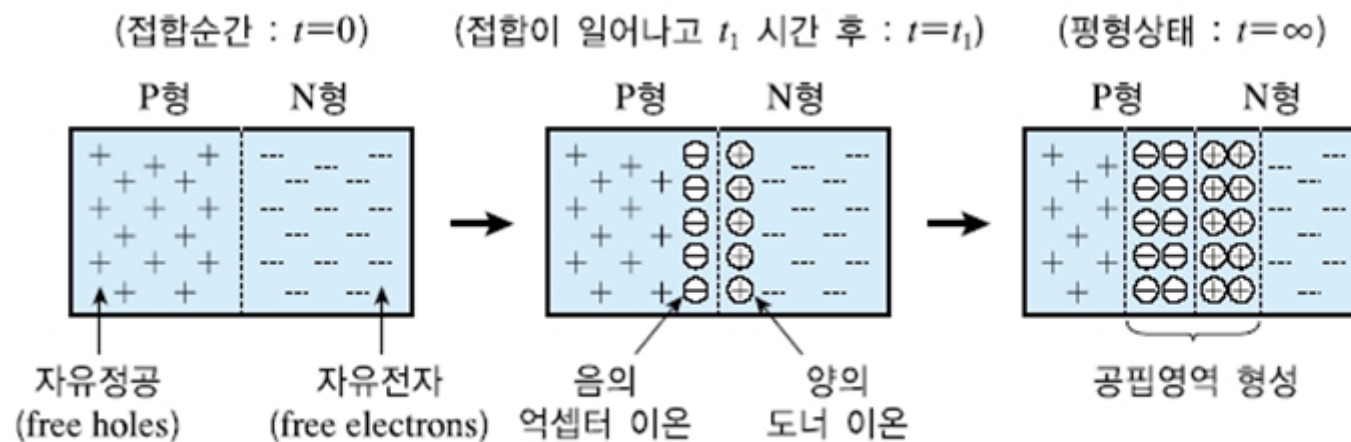 (접합순간 : t=0)
(접합이 일어나고 t₁ 시간 후 : t=t₁)
(평형상태 : t=∞)
P형
N형
P형
N형
P형
N형
자유정공
(free holes)
자유전자
(free electrons)
음의
억셉터 이온
양의
도너 이온
공핍영역 형성